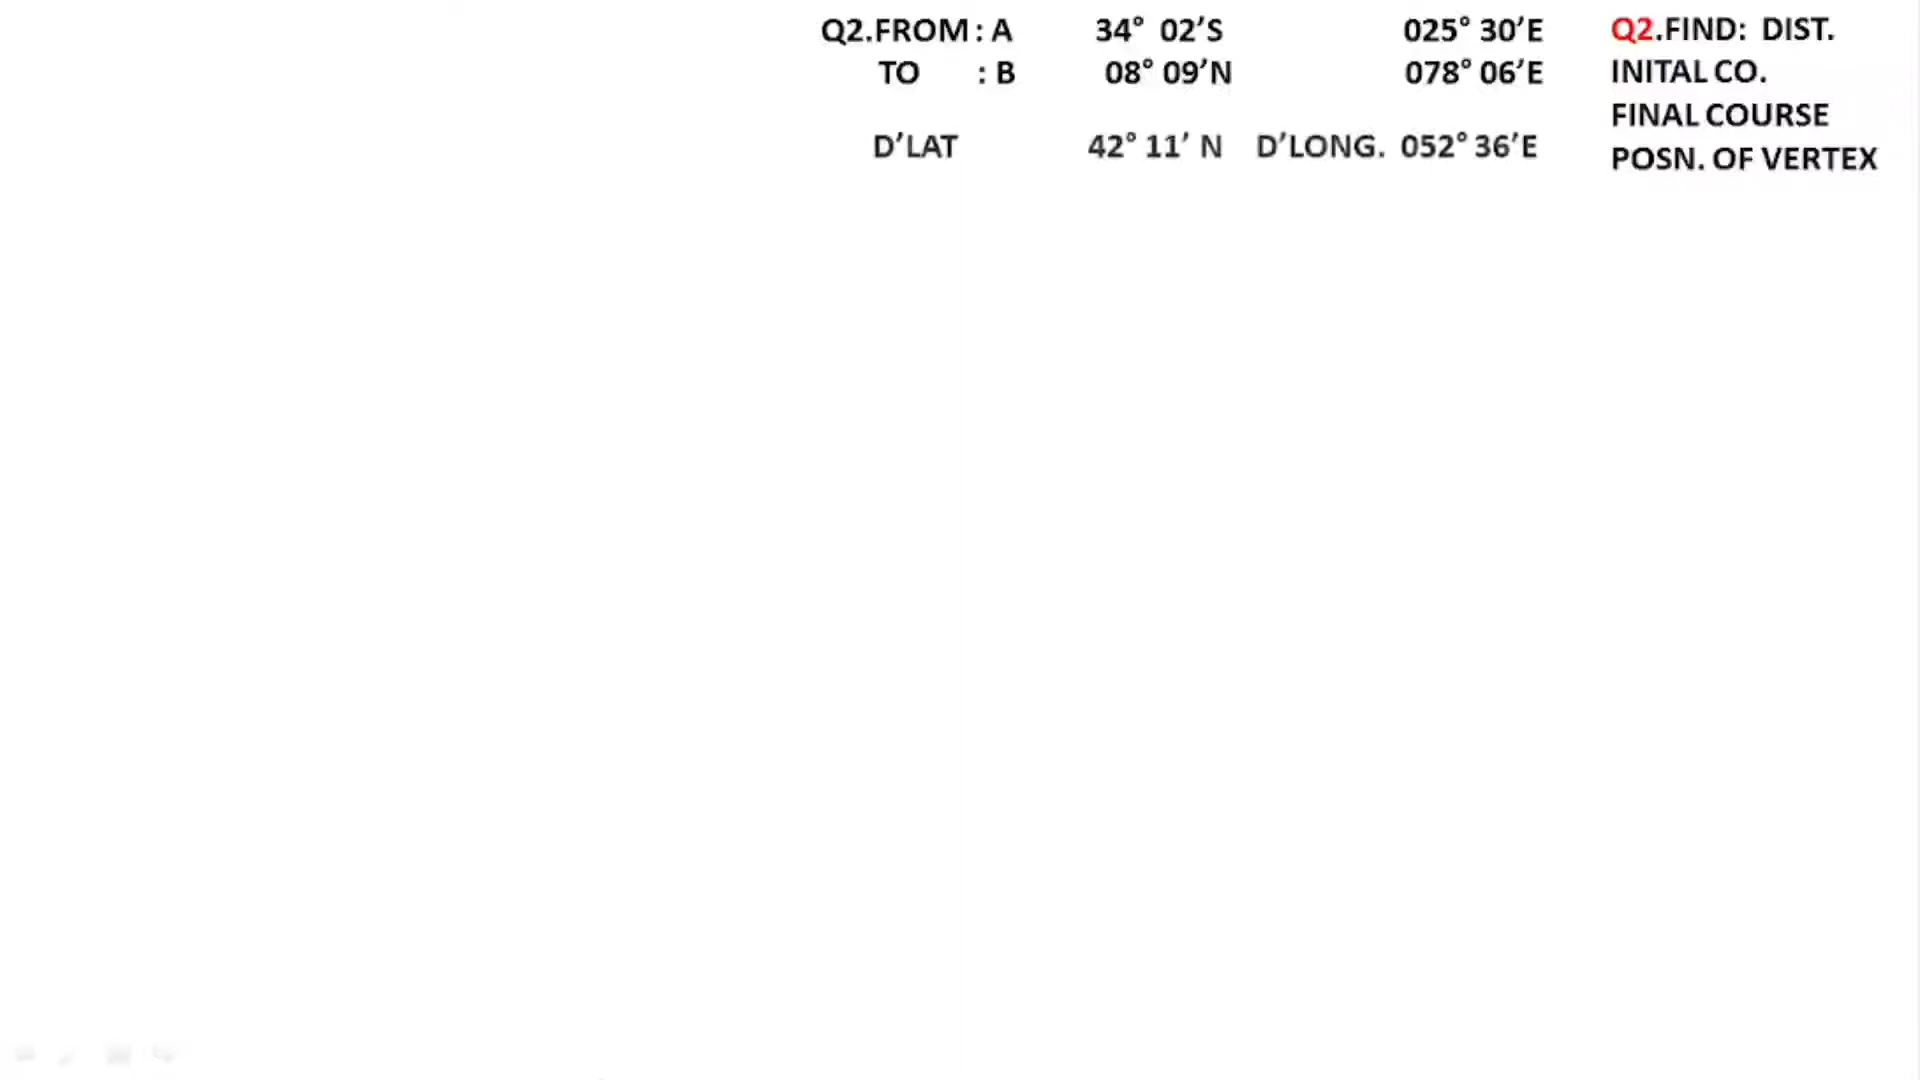 Q2.FROM : A 34° 02’S 025° 30’E
TO : B 08° 09’N 078° 06’E
D’LAT 42° 11’ N D’LONG. 052° 36’E
Q2.FIND: DIST.
INITAL CO.
FINAL COURSE
POSN. OF VERTEX